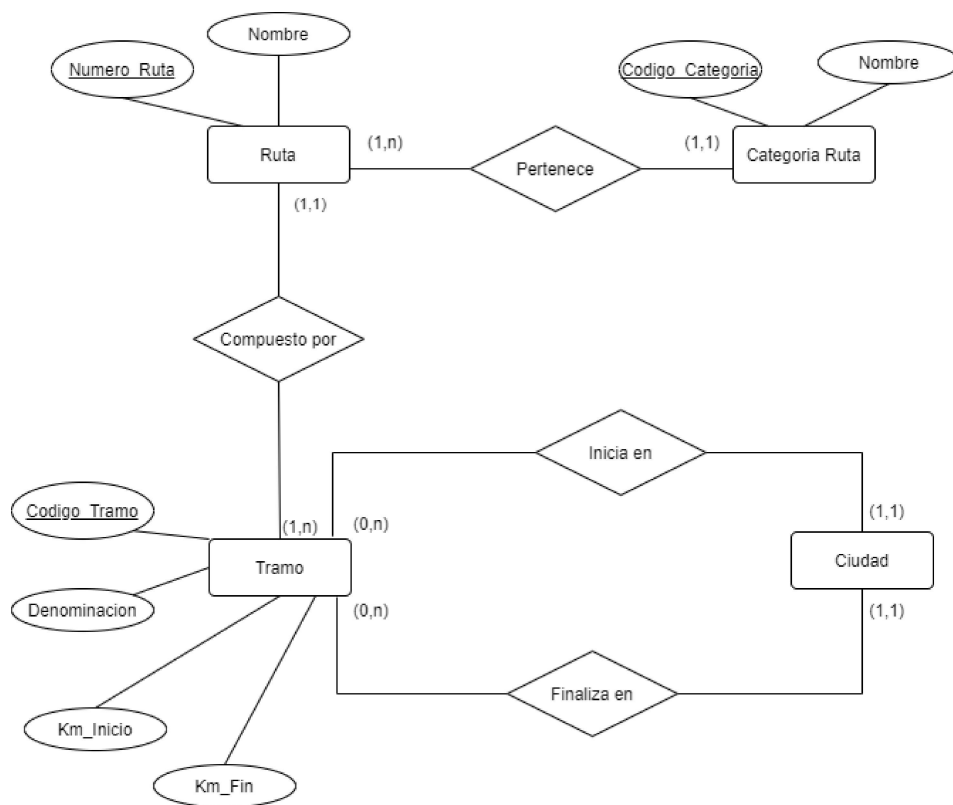 Nombre
Numero_Ruta
Codigo_Categoria
Nombre
Ruta
(1,n)
Pertenece
(1,1)
Categoria Ruta
(1,1)
Compuesto por
Inicia en
Codigo_Tramo
(1,n)
(0,n)
(1,1)
Tramo
Ciudad
Denominacion
(0,n)
(1,1)
Finaliza en
Km_Inicio
Km_Fin